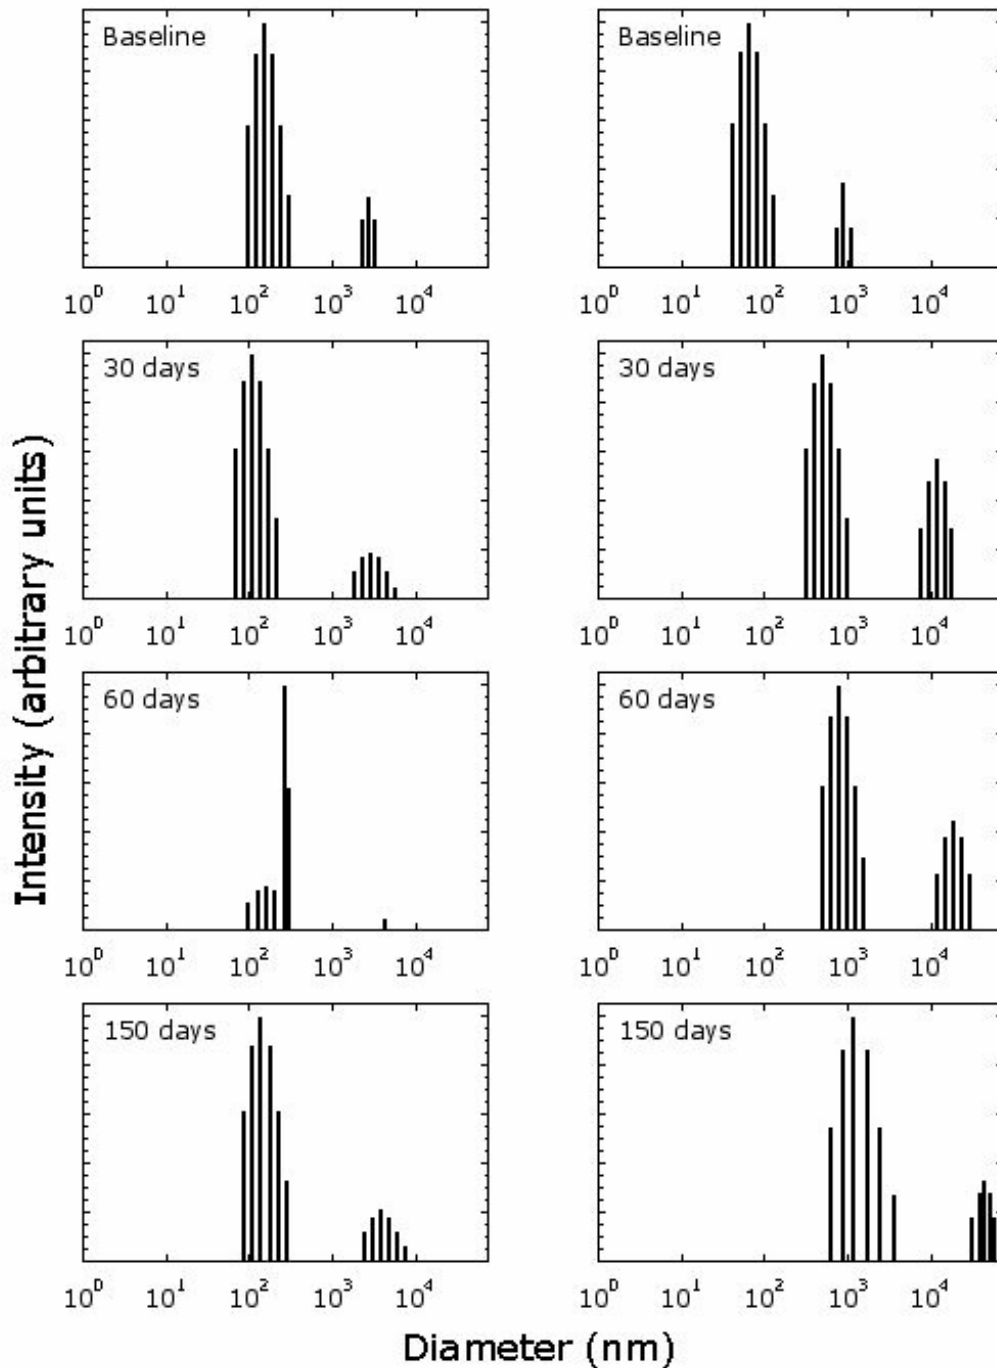 Baseline Baseline
10⁰ 10¹ 10² 10³ 10⁴ 10⁰ 10¹ 10² 10³ 10⁴
30 days 30 days
10⁰ 10¹ 10² 10³ 10⁴ 10⁰ 10¹ 10² 10³ 10⁴
Intensity (arbitrary units)
60 days 60 days
10⁰ 10¹ 10² 10³ 10⁴ 10⁰ 10¹ 10² 10³ 10⁴
150 days 150 days
10⁰ 10¹ 10² 10³ 10⁴ 10⁰ 10¹ 10² 10³ 10⁴
Diameter (nm)